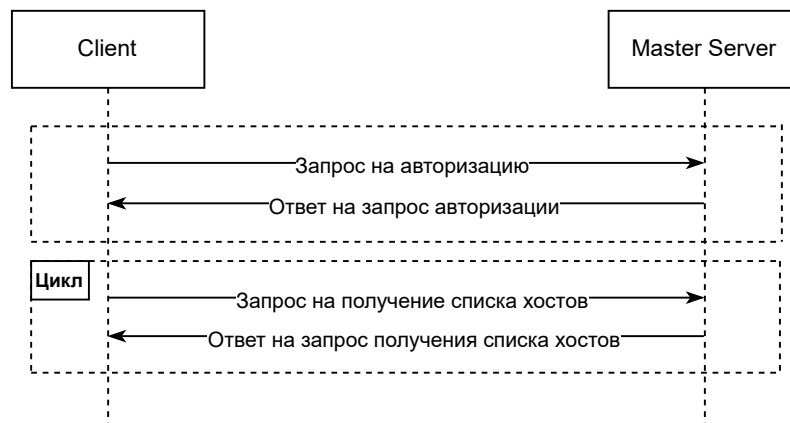 Client
Master Server
Запрос на авторизацию
Ответ на запрос авторизации
Цикл
Запрос на получение списка хостов
Ответ на запрос получения списка хостов